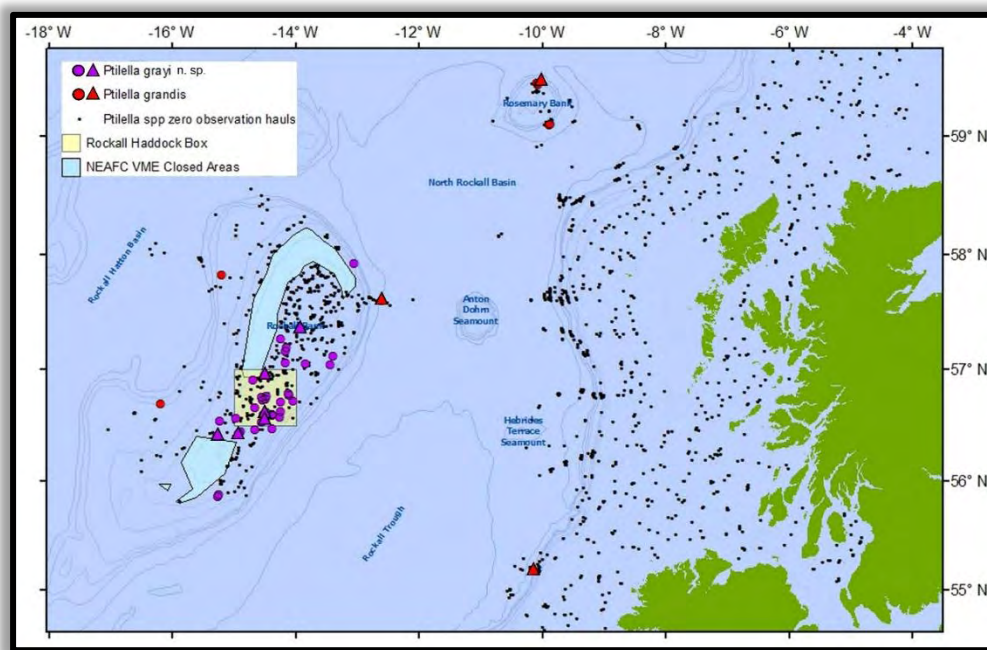 -18° W -16° W -14° W -12° W -10° W -8° W -6° W -4° W
Ptilella grayi n. sp.
Ptilella grandis
Ptilella spp zero observation hauls
Rockall Haddock Box
NEAFC VME Closed Areas
Rosemary Bank
59° N
North Rockall Basin
58° N
Rockall Hatton Basin
Anton
Dohrn
Seamount
57° N
Hebrides
Terrace
Seamount
56° N
Rockall Trough
55° N